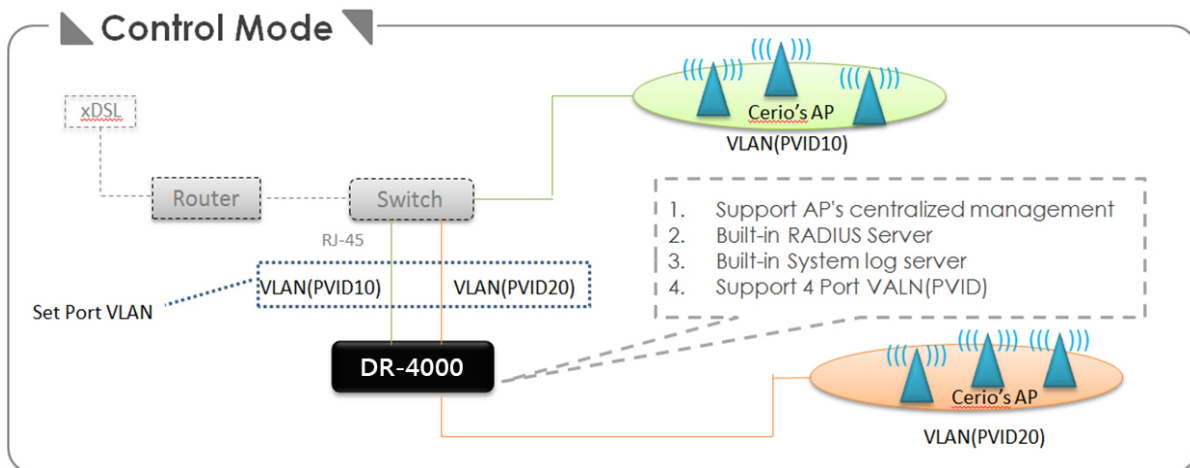 Control Mode
xDSL
Router
Switch
RJ-45
Cerio's AP
VLAN(PVID10)
1. Support AP's centralized management
2. Built-in RADIUS Server
3. Built-in System log server
4. Support 4 Port VALN(PVID)
VLAN(PVID10)
VLAN(PVID20)
Set Port VLAN
DR-4000
Cerio's AP
VLAN(PVID20)